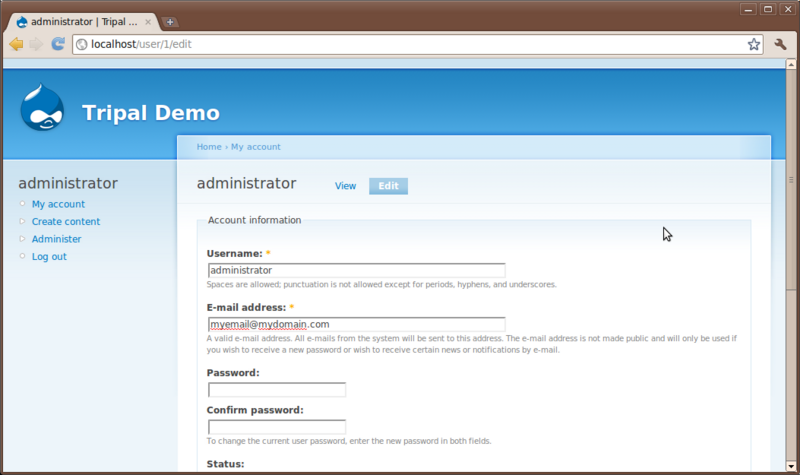 administrator | Tripal ...
localhost/user/1/edit
Tripal Demo
Home › My account
administrator
My account
Create content
Administer
Log out
administrator
View
Edit
Account information
Username: *
administrator
Spaces are allowed; punctuation is not allowed except for periods, hyphens, and underscores.
E-mail address: *
myemail@mydomain.com
A valid e-mail address. All e-mails from the system will be sent to this address. The e-mail address is not made public and will only be used if
you wish to receive a new password or wish to receive certain news or notifications by e-mail.
Password:
Confirm password:
To change the current user password, enter the new password in both fields.
Status: